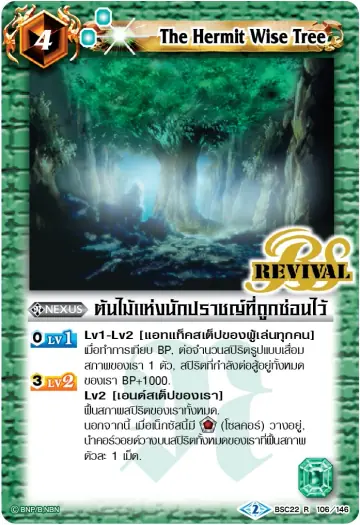 4
The Hermit Wise Tree
BS
REVIVAL
NEXUS
ต้นไม้แห่งนักปราชญ์ที่ถูกซ่อนไว้
0 LV1
Lv1-Lv2 [แอทแท็คสเต็ปของผู้เล่นทุกคน]
เมื่อทำการเทียบ BP, ต่อจำนวนสปิริตรูปแบบเสื่อม
สภาพของเรา 1 ตัว, สปิริตที่กำลังต่อสู้อยู่ทั้งหมด
ของเรา BP+1000.
3 LV2
Lv2 [เอนด์สเต็ปของเรา]
ฟื้นสภาพสปิริตของเราทั้งหมด.
นอกจากนี้ เมื่อเน็กซัสนี้มี (โซลคอร์) วางอยู่,
นำคอร์วอยด์วางบนสปิริตทั้งหมดของเราที่ฟื้นสภาพ
ตัวละ 1 เม็ด.
© BNP/B.NBN
2
BSC22 R 106/146